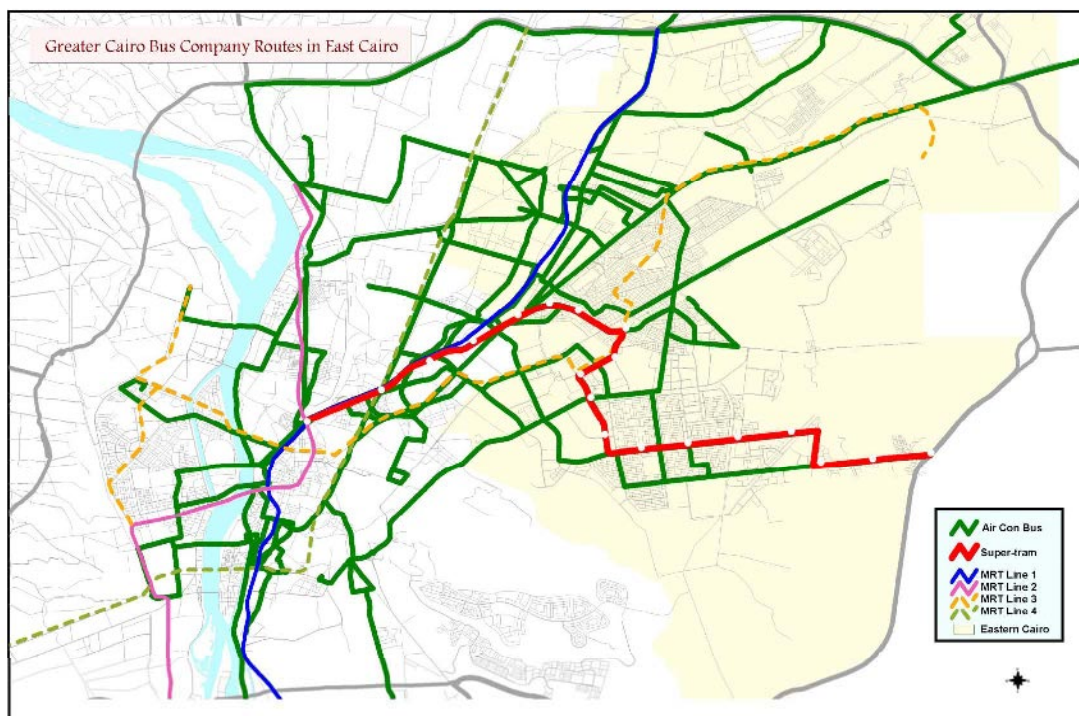 Greater Cairo Bus Company Routes in East Cairo
Air Con Bus
Super-tram
MRT Line 1
MRT Line 2
MRT Line 3
MRT Line 4
Eastern Cairo